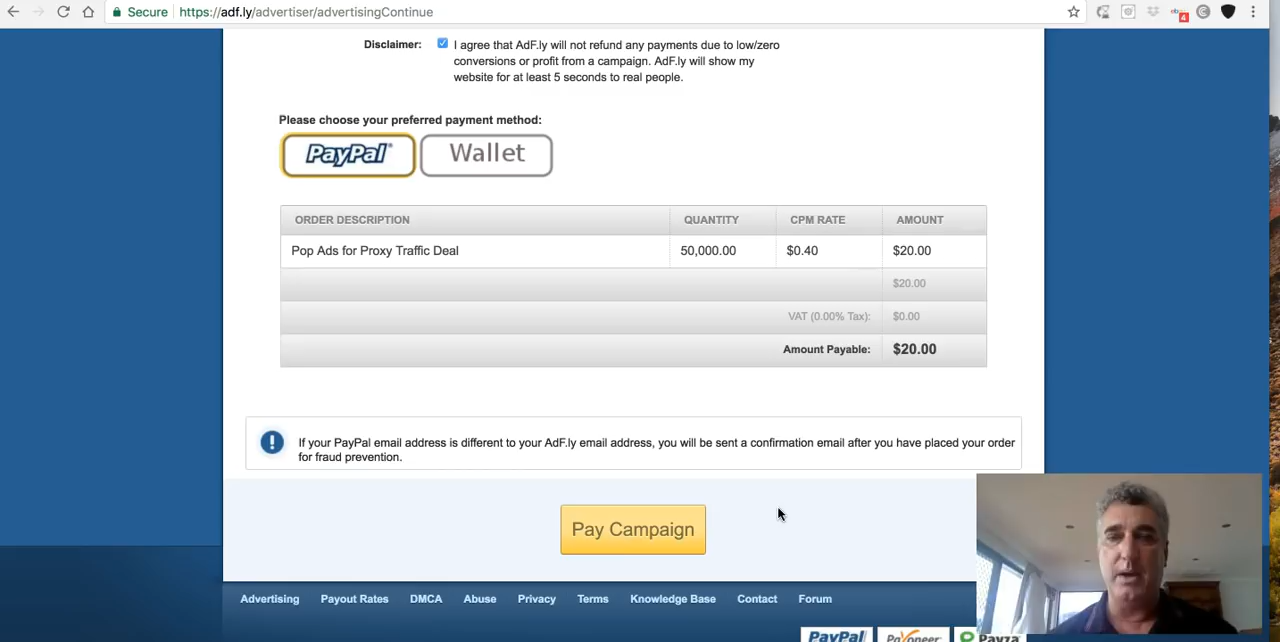 Secure https://adf.ly/advertiser/advertisingContinue
4
Disclaimer: I agree that AdF.ly will not refund any payments due to low/zero
conversions or profit from a campaign. AdF.ly will show my
website for at least 5 seconds to real people.
Please choose your preferred payment method:
PayPal Wallet
ORDER DESCRIPTION QUANTITY CPM RATE AMOUNT
Pop Ads for Proxy Traffic Deal 50,000.00 $0.40 $20.00
$20.00
VAT (0.00% Tax): $0.00
Amount Payable: $20.00
If your PayPal email address is different to your AdF.ly email address, you will be sent a confirmation email after you have placed your order
for fraud prevention.
Pay Campaign
Advertising Payout Rates DMCA Abuse Privacy Terms Knowledge Base Contact Forum
PayPal Payoneer Payza